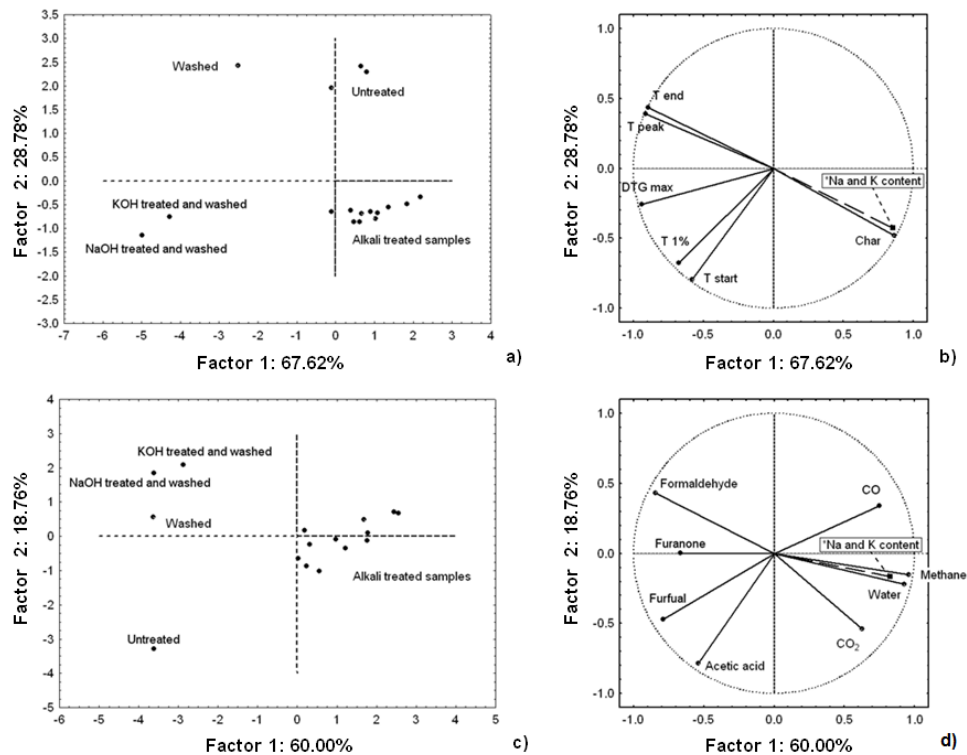 3.5
3.0
2.5
2.0
1.5
1.0
0.5
0.0
-0.5
-1.0
-1.5
-2.0
-2.5
-3.0
Factor 2: 28.78%
Washed
Untreated
KOH treated and washed
NaOH treated and washed
Alkali treated samples
-7 -6 -5 -4 -3 -2 -1 0 1 2 3 4
Factor 1: 67.62%
a)
1.0
0.5
0.0
-0.5
-1.0
Factor 2: 28.78%
T end
T peak
DTG max
T 1%
T start
*Na and K content
Char
-1.0 -0.5 0.0 0.5 1.0
Factor 1: 67.62%
b)
4
3
2
1
0
-1
-2
-3
-4
-5
Factor 2: 18.76%
KOH treated and washed
NaOH treated and washed
Washed
Alkali treated samples
Untreated
-6 -5 -4 -3 -2 -1 0 1 2 3 4 5
Factor 1: 60.00%
c)
1.0
0.5
0.0
-0.5
-1.0
Factor 2: 18.76%
Formaldehyde
CO
*Na and K content
Furanone
Methane
Water
Furfual
CO2
Acetic acid
-1.0 -0.5 0.0 0.5 1.0
Factor 1: 60.00%
d)